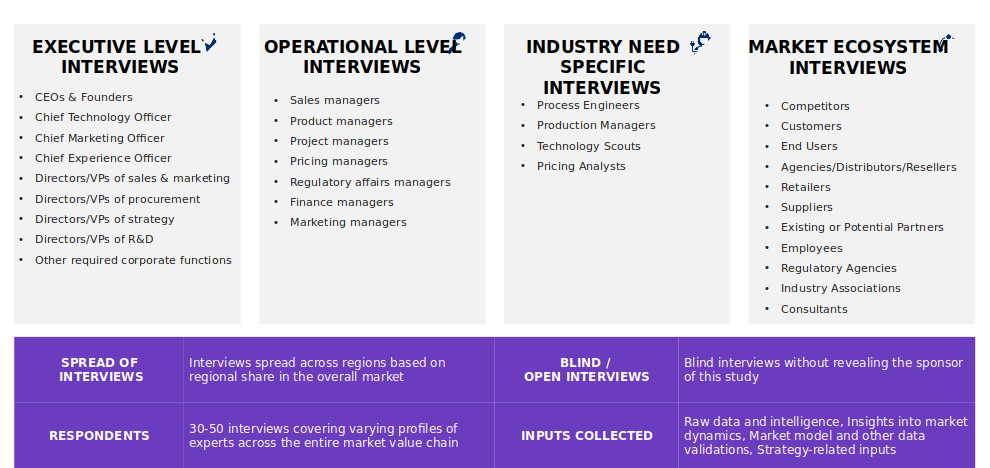 EXECUTIVE LEVEL
INTERVIEWS
• CEOs & Founders
• Chief Technology Officer
• Chief Marketing Officer
• Chief Experience Officer
• Directors/VPs of sales & marketing
• Directors/VPs of procurement
• Directors/VPs of strategy
• Directors/VPs of R&D
• Other required corporate functions
OPERATIONAL LEVEL
INTERVIEWS
• Sales managers
• Product managers
• Project managers
• Pricing managers
• Regulatory affairs managers
• Finance managers
• Marketing managers
INDUSTRY NEED
SPECIFIC
INTERVIEWS
• Process Engineers
• Production Managers
• Technology Scouts
• Pricing Analysts
MARKET ECOSYSTEM
INTERVIEWS
• Competitors
• Customers
• End Users
• Agencies/Distributors/Resellers
• Retailers
• Suppliers
• Existing or Potential Partners
• Employees
• Regulatory Agencies
• Industry Associations
• Consultants
SPREAD OF
INTERVIEWS
Interviews spread across regions based on
regional share in the overall market
BLIND /
OPEN INTERVIEWS
Blind interviews without revealing the sponsor
of this study
RESPONDENTS
30-50 interviews covering varying profiles of
experts across the entire market value chain
INPUTS COLLECTED
Raw data and intelligence, Insights into market
dynamics, Market model and other data
validations, Strategy-related inputs